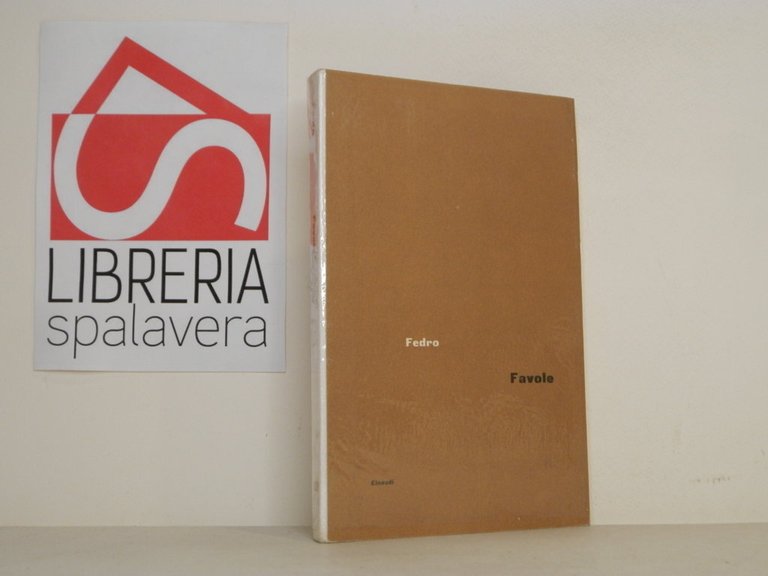 LIBRERIA
spalavera
Fedro
Favole
Einaudi